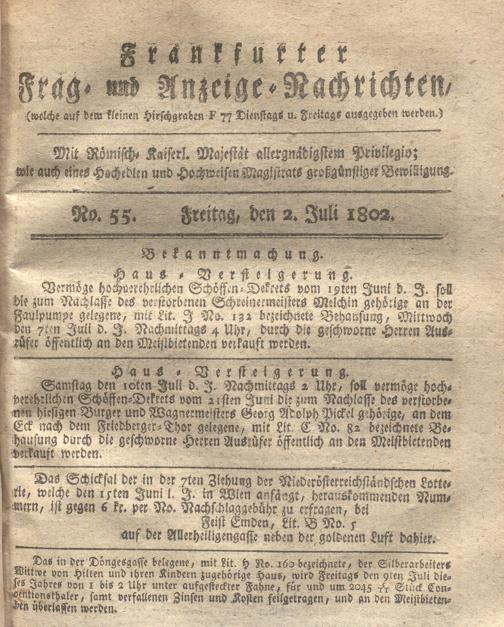 Frankfurter
Frag- und Anzeige-Nachrichten,
(welche auf dem kleinen Hirschgraben F 77 Dienstags u. Freitags ausgegeben werden.)
Mit Römisch-Kaiserl. Majestät allergnädigstem Privilegio;
wie auch eines Hochedlen und Hochweisen Magistrats großgünstiger Bewilligung.
No. 55. Freitag, den 2. Juli 1802.
Bekanntmachung.
Haus-Versteigerung.
Vermöge hochverehrlichen Schöffen-Dekrets vom 19ten Juni d. J. soll
die zum Nachlasse des verstorbenen Schreinermeisters Melchin gehörige an der
Faulpumpe gelegene, mit Lit. J No. 132 bezeichnete Behausung, Mittwoch
den 7ten Juli d. J. Nachmittags 4 Uhr, durch die geschworne Herren Aus-
rüfer öffentlich an den Meistbietenden verkauft werden.
Haus-Versteigerung.
Samstag den 10ten Juli d. J. Nachmittags 2 Uhr, soll vermöge hoch-
verehrlichen Schöffen-Dekrets vom 21sten Juni die zum Nachlasse des verstorbe-
nen hiesigen Burger und Wagnermeisters Georg Adolph Pickel gehörige, an dem
Eck nach dem Friedberger-Thor gelegene, mit Lit. C No. 82 bezeichnete Be-
hausung durch die geschworne Herren Ausrüfer öffentlich an den Meistbietenden
verkauft werden.
Das Schicksal der in der 7ten Ziehung der Niederösterreichständschen Lotte-
rie, welche den 15ten Juni l. J. in Wien anfängt, herauskommenden Num-
mern, ist gegen 6 kr. per No. Nachschlaggebühr zu erfragen, bei
Feist Emden, Lit. B No. 5
auf der Allerheiligengasse neben der goldenen Luft dahier.
Das in der Döngesgasse belegene, mit Lit. H No. 160 bezeichnete, der Silberarbeiters
Wittwe von Hilten und ihren Kindern zugehörige Haus, wird Freitags den 9ten Juli die-
ses Jahres von 1 bis 2 Uhr unter aufgesteckter Fahne, für und um 2045 Stück Con-
ventionsthaler, samt verfallenen Zinsen und Kosten feilgetragen, und an den Meistbieten-
den überlassen werden.